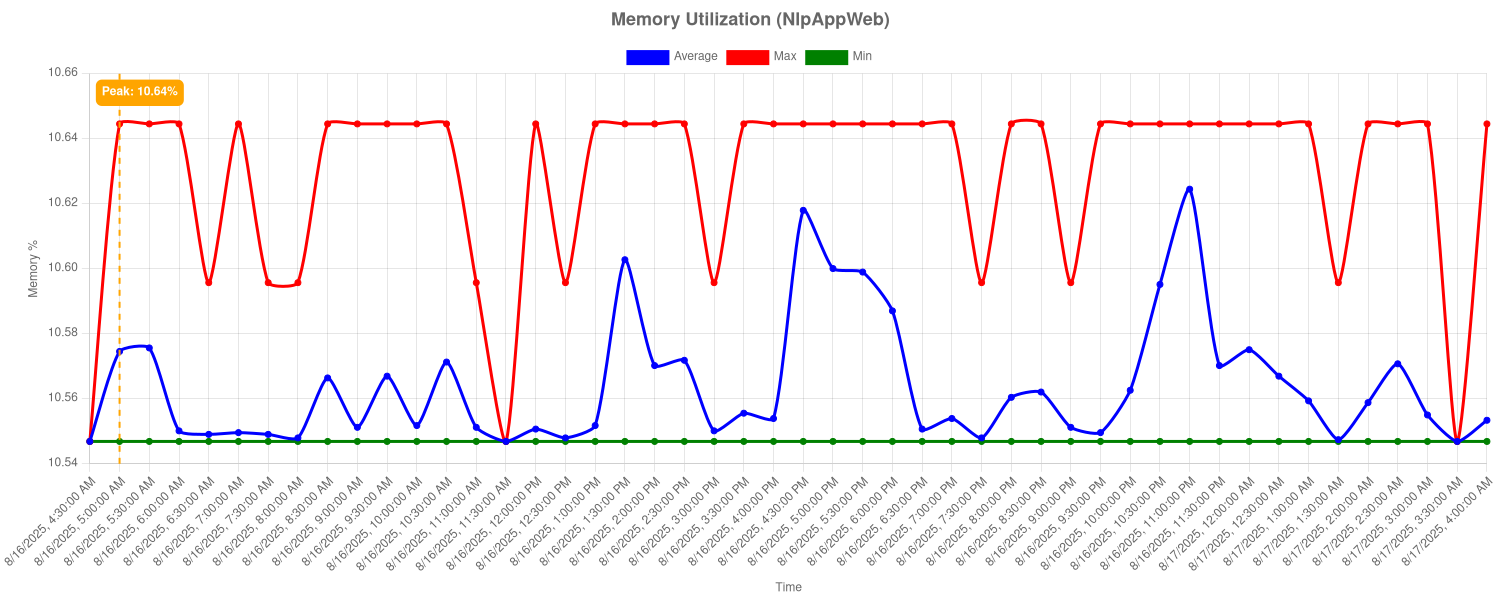 Memory Utilization (NlpAppWeb)
Average Max Min
Peak: 10.64%
10.66
10.64
10.62
10.60
10.58
10.56
10.54
Memory %
8/16/2025, 4:30:00 AM
8/16/2025, 5:00:00 AM
8/16/2025, 5:30:00 AM
8/16/2025, 6:00:00 AM
8/16/2025, 6:30:00 AM
8/16/2025, 7:00:00 AM
8/16/2025, 7:30:00 AM
8/16/2025, 8:00:00 AM
8/16/2025, 8:30:00 AM
8/16/2025, 9:00:00 AM
8/16/2025, 9:30:00 AM
8/16/2025, 10:00:00 AM
8/16/2025, 10:30:00 AM
8/16/2025, 11:00:00 AM
8/16/2025, 11:30:00 AM
8/16/2025, 12:00:00 PM
8/16/2025, 12:30:00 PM
8/16/2025, 1:00:00 PM
8/16/2025, 1:30:00 PM
8/16/2025, 2:00:00 PM
8/16/2025, 2:30:00 PM
8/16/2025, 3:00:00 PM
8/16/2025, 3:30:00 PM
8/16/2025, 4:00:00 PM
8/16/2025, 4:30:00 PM
8/16/2025, 5:00:00 PM
8/16/2025, 5:30:00 PM
8/16/2025, 6:00:00 PM
8/16/2025, 6:30:00 PM
8/16/2025, 7:00:00 PM
8/16/2025, 7:30:00 PM
8/16/2025, 8:00:00 PM
8/16/2025, 8:30:00 PM
8/16/2025, 9:00:00 PM
8/16/2025, 9:30:00 PM
8/16/2025, 10:00:00 PM
8/16/2025, 10:30:00 PM
8/16/2025, 11:00:00 PM
8/16/2025, 11:30:00 PM
8/17/2025, 12:00:00 AM
8/17/2025, 12:30:00 AM
8/17/2025, 1:00:00 AM
8/17/2025, 1:30:00 AM
8/17/2025, 2:00:00 AM
8/17/2025, 2:30:00 AM
8/17/2025, 3:00:00 AM
8/17/2025, 3:30:00 AM
8/17/2025, 4:00:00 AM
Time